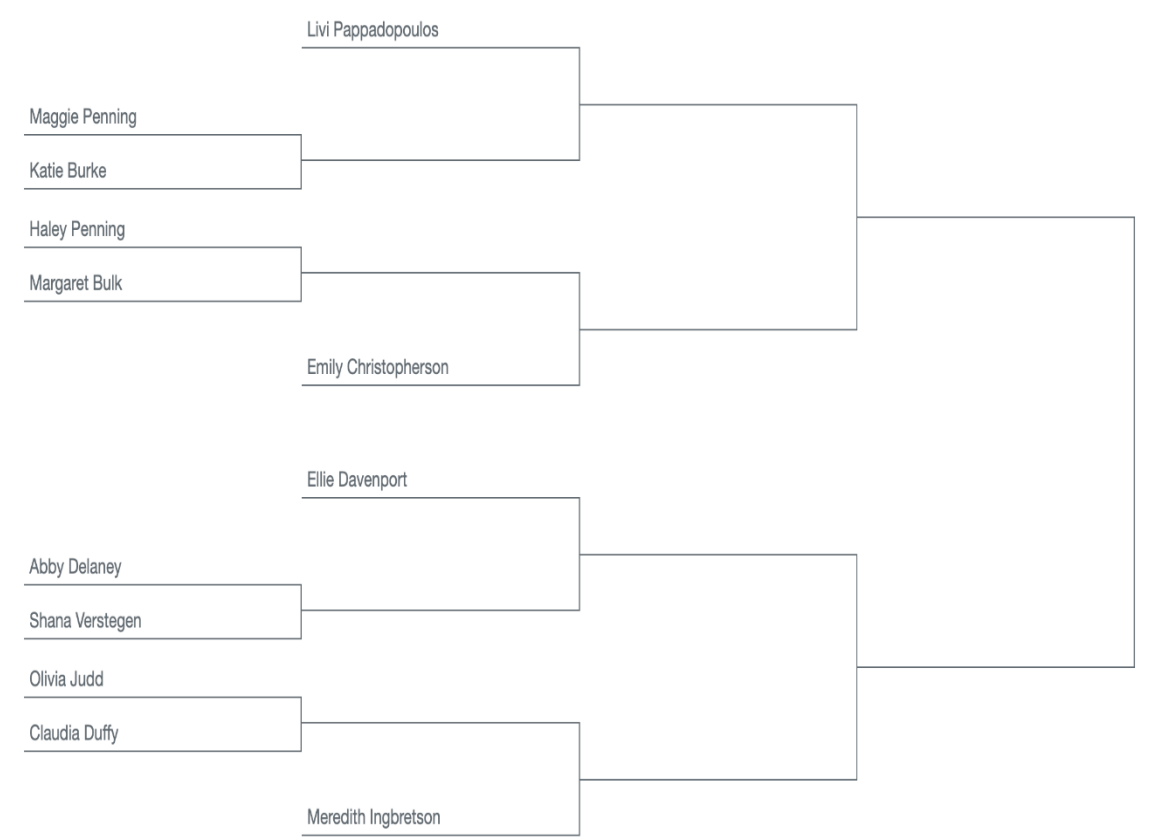 Livi Pappadopoulos
Maggie Penning
Katie Burke
Haley Penning
Margaret Bulk
Emily Christopherson
Ellie Davenport
Abby Delaney
Shana Verstegen
Olivia Judd
Claudia Duffy
Meredith Ingbretson